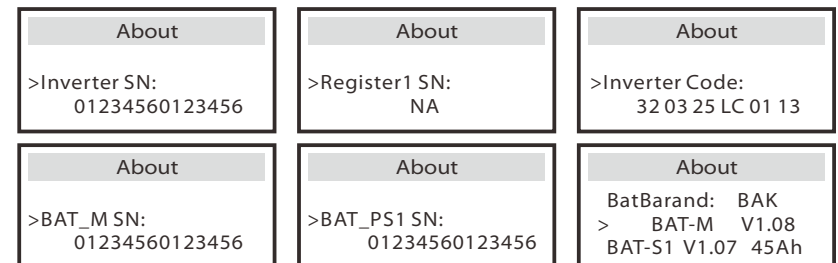 About
>Inverter SN:
01234560123456
About
>Register1 SN:
NA
About
>Inverter Code:
32 03 25 LC 01 13
About
>BAT_M SN:
01234560123456
About
>BAT_PS1 SN:
01234560123456
About
BatBarand: BAK
> BAT-M V1.08
BAT-S1 V1.07 45Ah